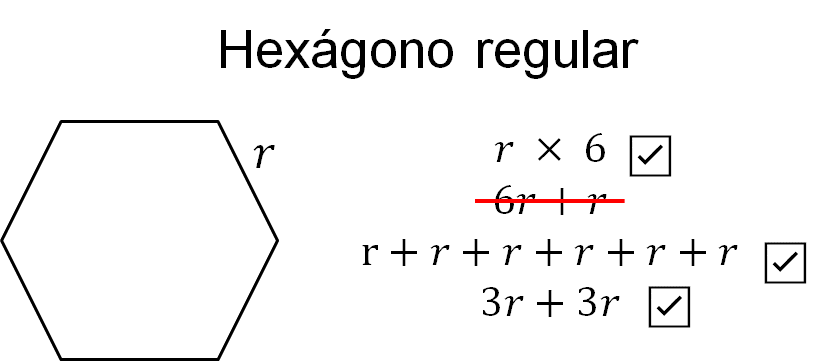 Hexágono regular
r
r × 6
6r + r
r + r + r + r + r + r
3r + 3r